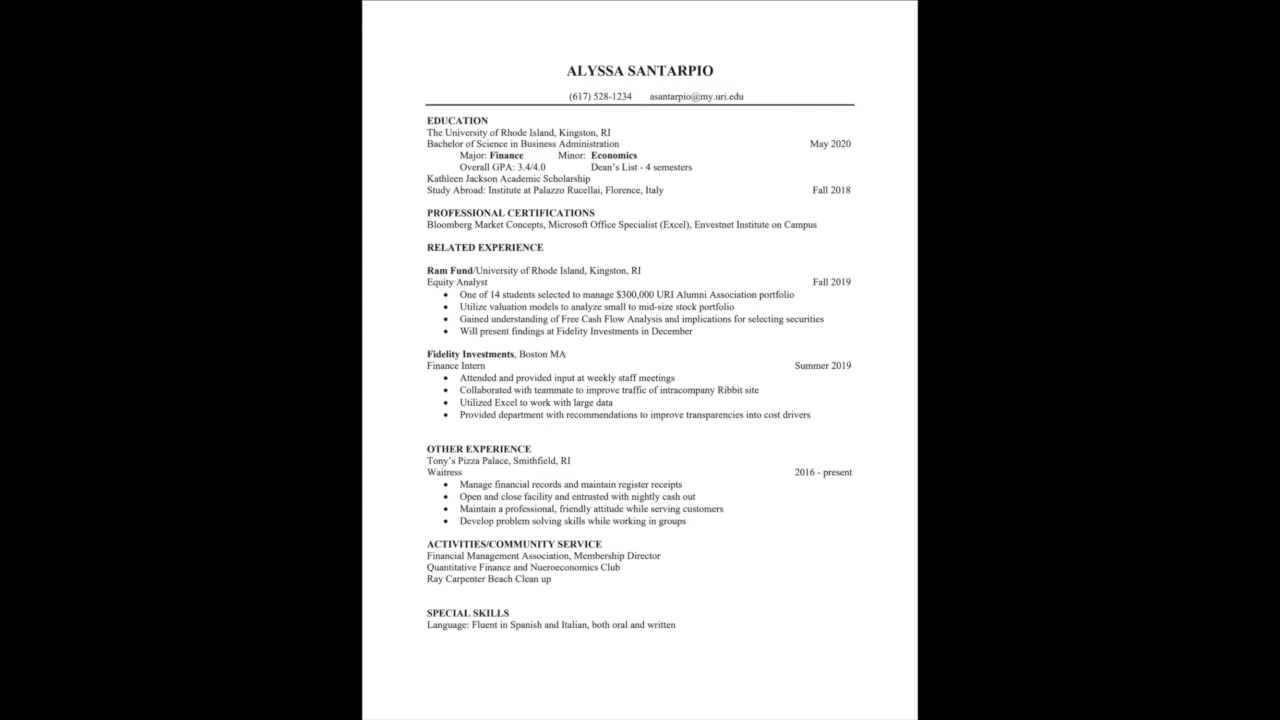 ALYSSA SANTARPIO
(617) 528-1234 asantarpio@my.uri.edu
EDUCATION
The University of Rhode Island, Kingston, RI
Bachelor of Science in Business Administration May 2020
Major: Finance Minor: Economics
Overall GPA: 3.4/4.0 Dean's List - 4 semesters
Kathleen Jackson Academic Scholarship
Study Abroad: Institute at Palazzo Rucellai, Florence, Italy Fall 2018
PROFESSIONAL CERTIFICATIONS
Bloomberg Market Concepts, Microsoft Office Specialist (Excel), Envestnet Institute on Campus
RELATED EXPERIENCE
Ram Fund/University of Rhode Island, Kingston, RI
Equity Analyst Fall 2019
• One of 14 students selected to manage $300,000 URI Alumni Association portfolio
• Utilize valuation models to analyze small to mid-size stock portfolio
• Gained understanding of Free Cash Flow Analysis and implications for selecting securities
• Will present findings at Fidelity Investments in December
Fidelity Investments, Boston MA
Finance Intern Summer 2019
• Attended and provided input at weekly staff meetings
• Collaborated with teammate to improve traffic of intracompany Ribbit site
• Utilized Excel to work with large data
• Provided department with recommendations to improve transparencies into cost drivers
OTHER EXPERIENCE
Tony's Pizza Palace, Smithfield, RI
Waitress 2016 - present
• Manage financial records and maintain register receipts
• Open and close facility and entrusted with nightly cash out
• Maintain a professional, friendly attitude while serving customers
• Develop problem solving skills while working in groups
ACTIVITIES/COMMUNITY SERVICE
Financial Management Association, Membership Director
Quantitative Finance and Nueroeconomics Club
Ray Carpenter Beach Clean up
SPECIAL SKILLS
Language: Fluent in Spanish and Italian, both oral and written